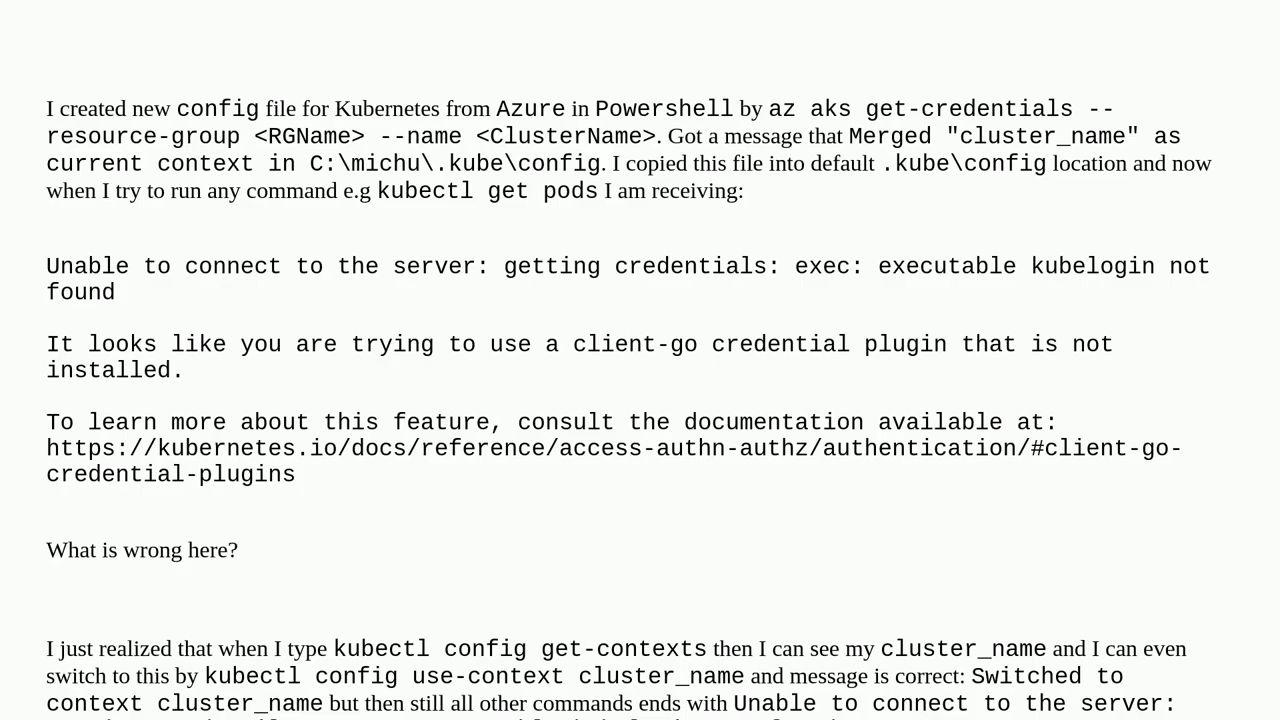 I created new config file for Kubernetes from Azure in Powershell by az aks get-credentials --
resource-group <RGName> --name <ClusterName>. Got a message that Merged "cluster_name" as
current context in C:\michu\.kube\config. I copied this file into default .kube\config location and now
when I try to run any command e.g kubectl get pods I am receiving:
Unable to connect to the server: getting credentials: exec: executable kubelogin not
found
It looks like you are trying to use a client-go credential plugin that is not
installed.
To learn more about this feature, consult the documentation available at:
https://kubernetes.io/docs/reference/access-authn-authz/authentication/#client-go-
credential-plugins
What is wrong here?
I just realized that when I type kubectl config get-contexts then I can see my cluster_name and I can even
switch to this by kubectl config use-context cluster_name and message is correct: Switched to
context cluster_name but then still all other commands ends with Unable to connect to the server: